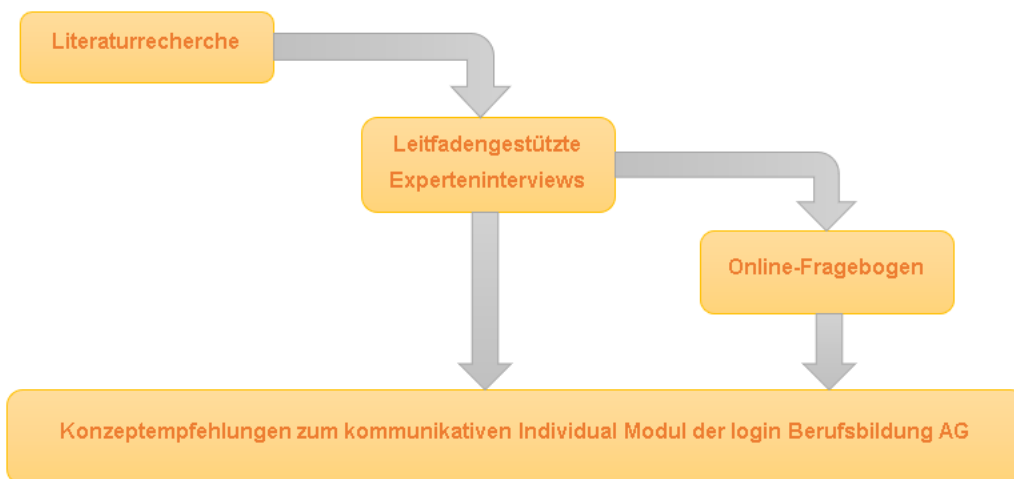 Literaturrecherche
Leitfadengestützte
Experteninterviews
Online-Fragebogen
Konzeptempfehlungen zum kommunikativen Individual Modul der login Berufsbildung AG